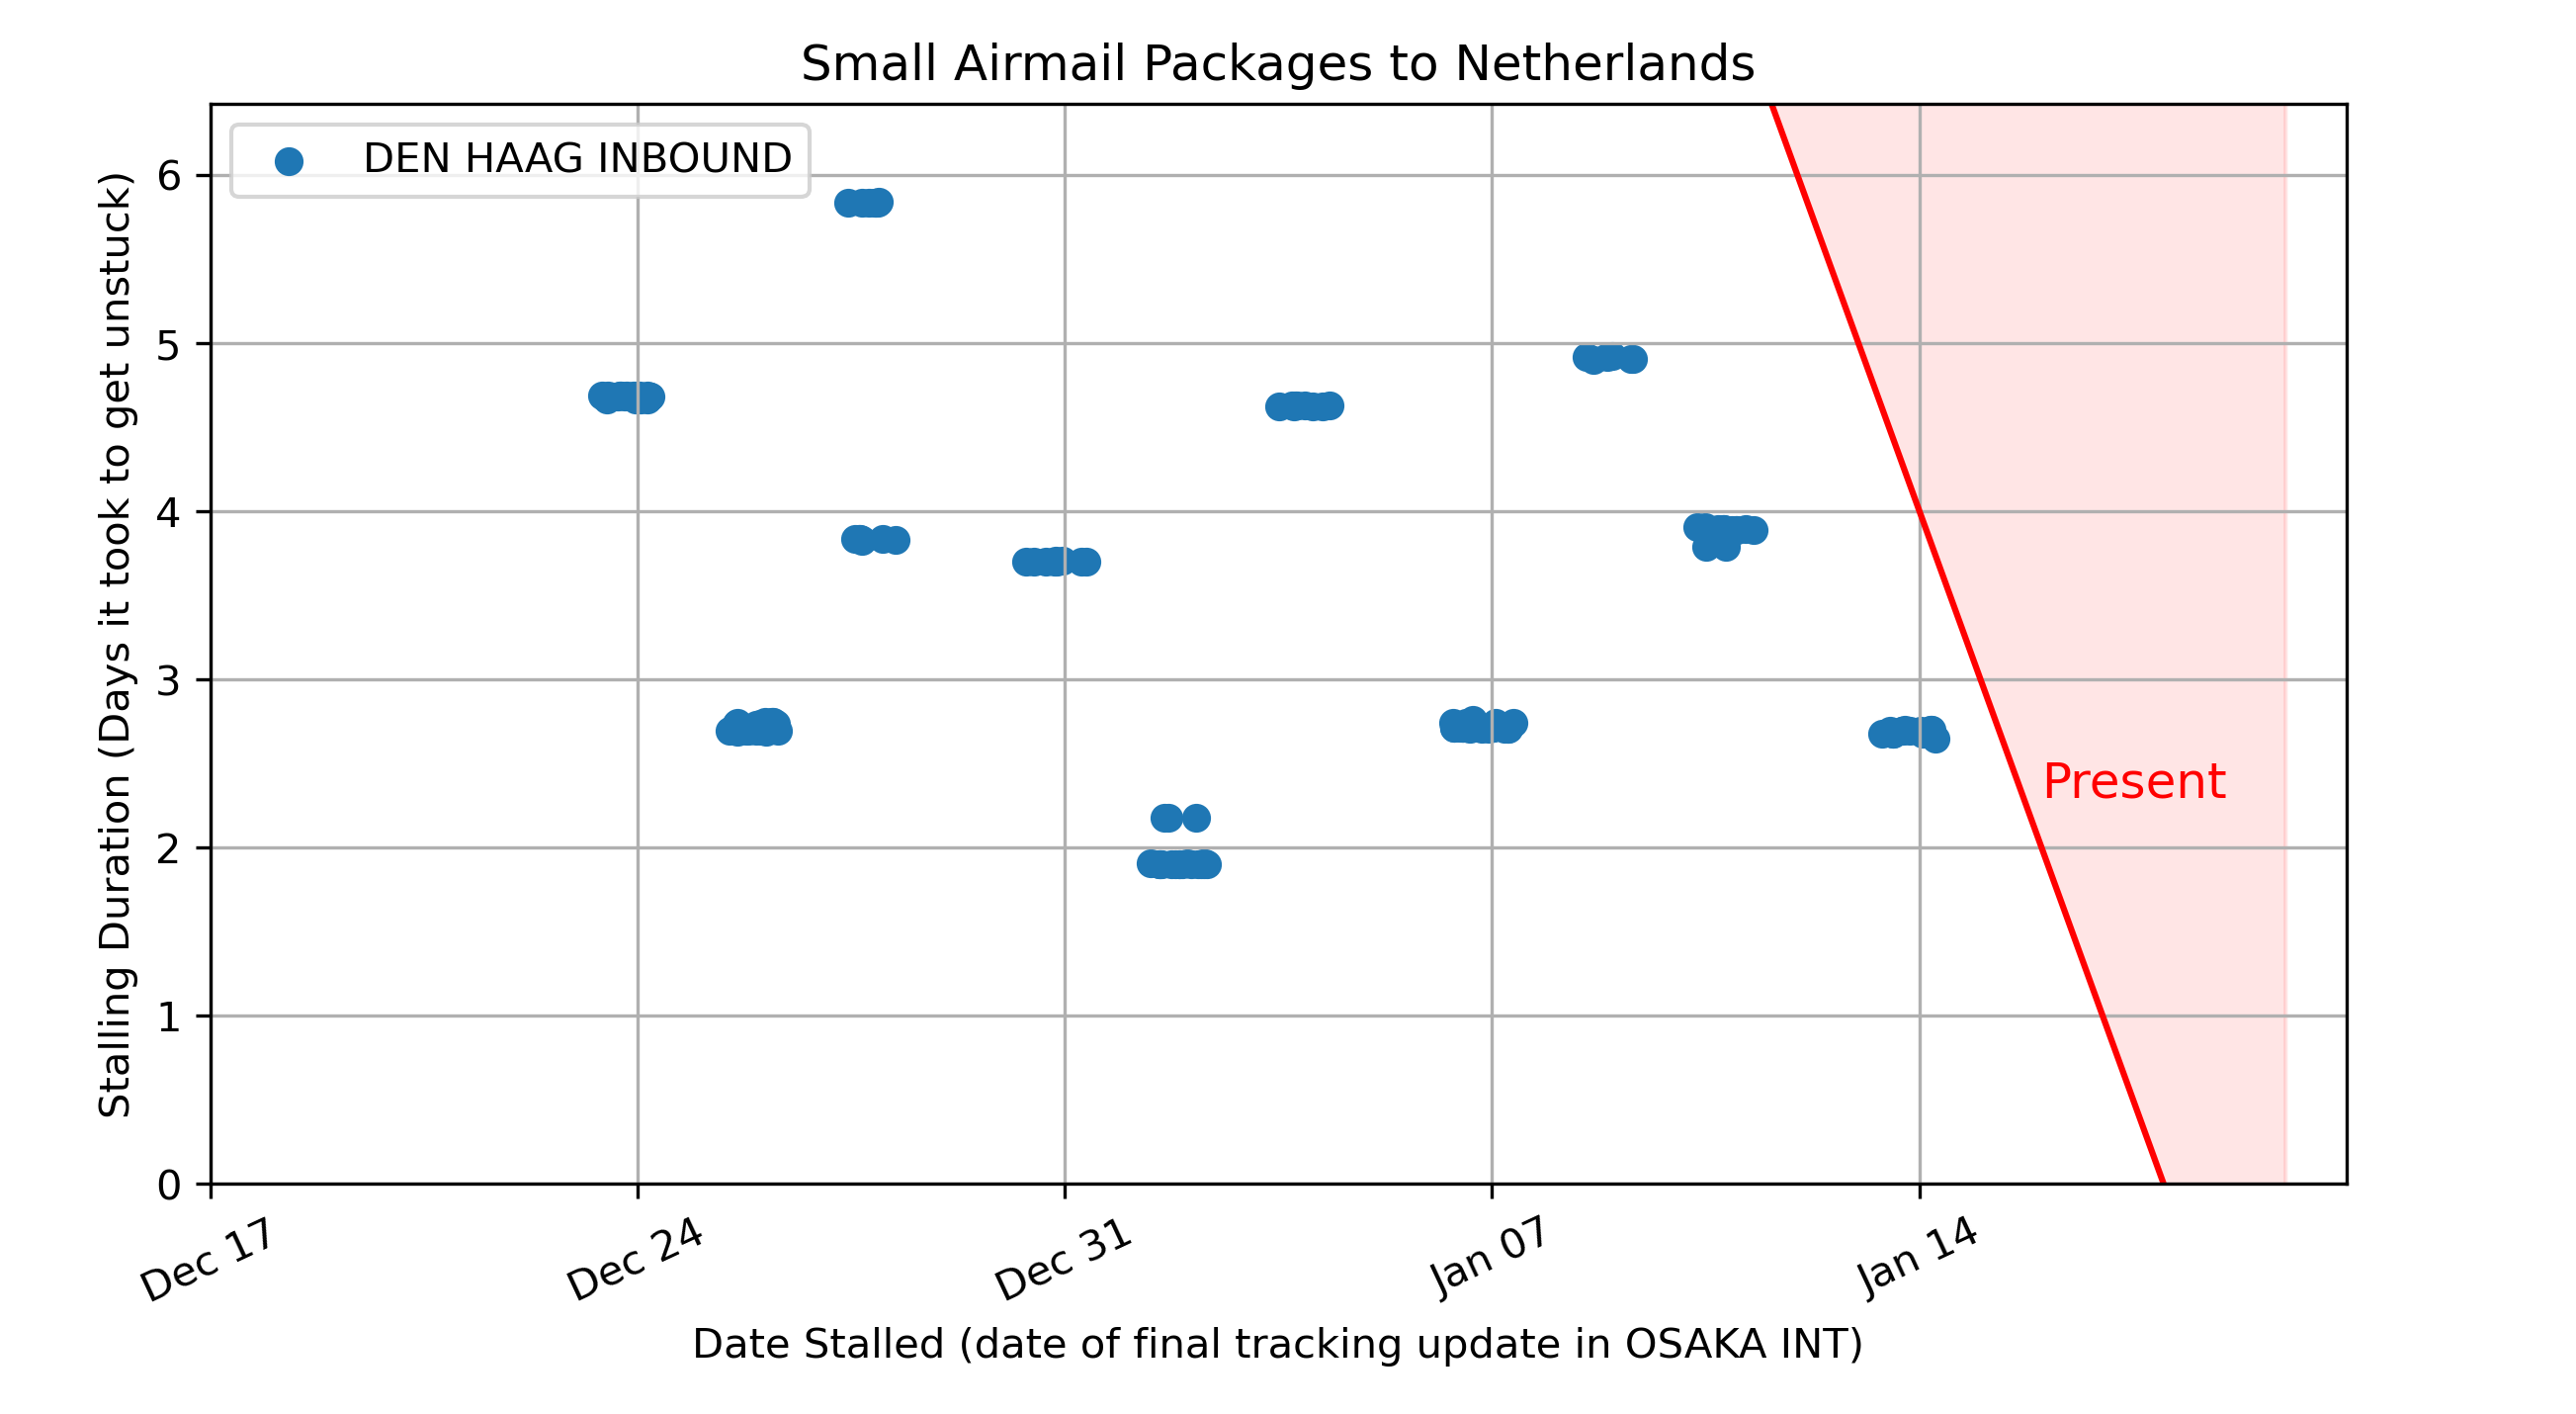 Small Airmail Packages to Netherlands
DEN HAAG INBOUND
Stalling Duration (Days it took to get unstuck)
6
5
4
3
2
1
0
Present
Dec 17
Dec 24
Dec 31
Jan 07
Jan 14
Date Stalled (date of final tracking update in OSAKA INT)